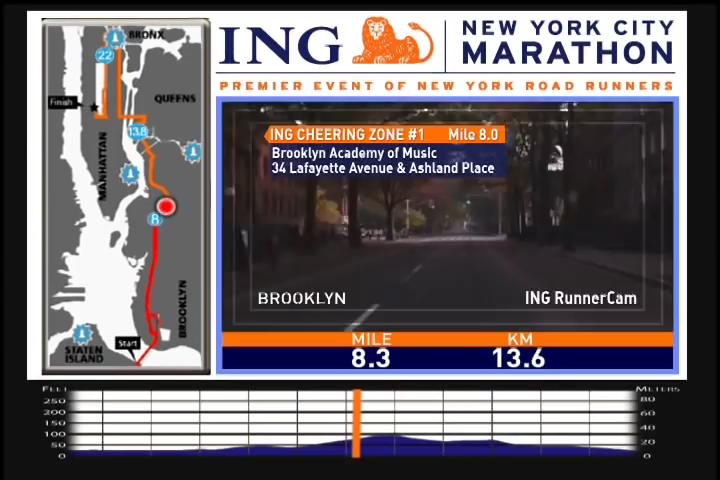 ING
NEW YORK CITY
MARATHON
PREMIER EVENT OF NEW YORK ROAD RUNNERS
BRONX
22
Finish
QUEENS
13.8
MANHATTAN
8
BROOKLYN
STATEN
ISLAND
Start
ING CHEERING ZONE #1 Mile 8.0
Brooklyn Academy of Music
34 Lafayette Avenue & Ashland Place
BROOKLYN
ING RunnerCam
MILE KM
8.3 13.6
FEET METERS
250 80
200 60
150
100 40
50 20
0 0